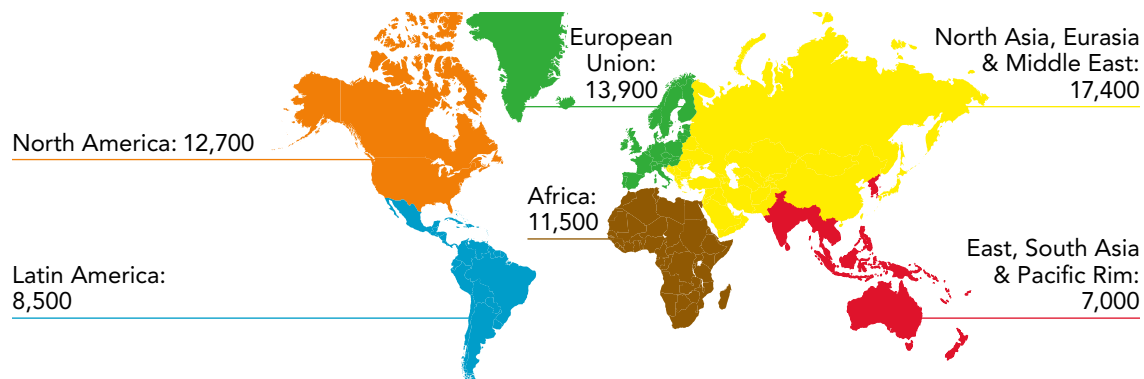 European
Union:
13,900
North Asia, Eurasia
& Middle East:
17,400
North America: 12,700
Africa:
11,500
Latin America:
8,500
East, South Asia
& Pacific Rim:
7,000